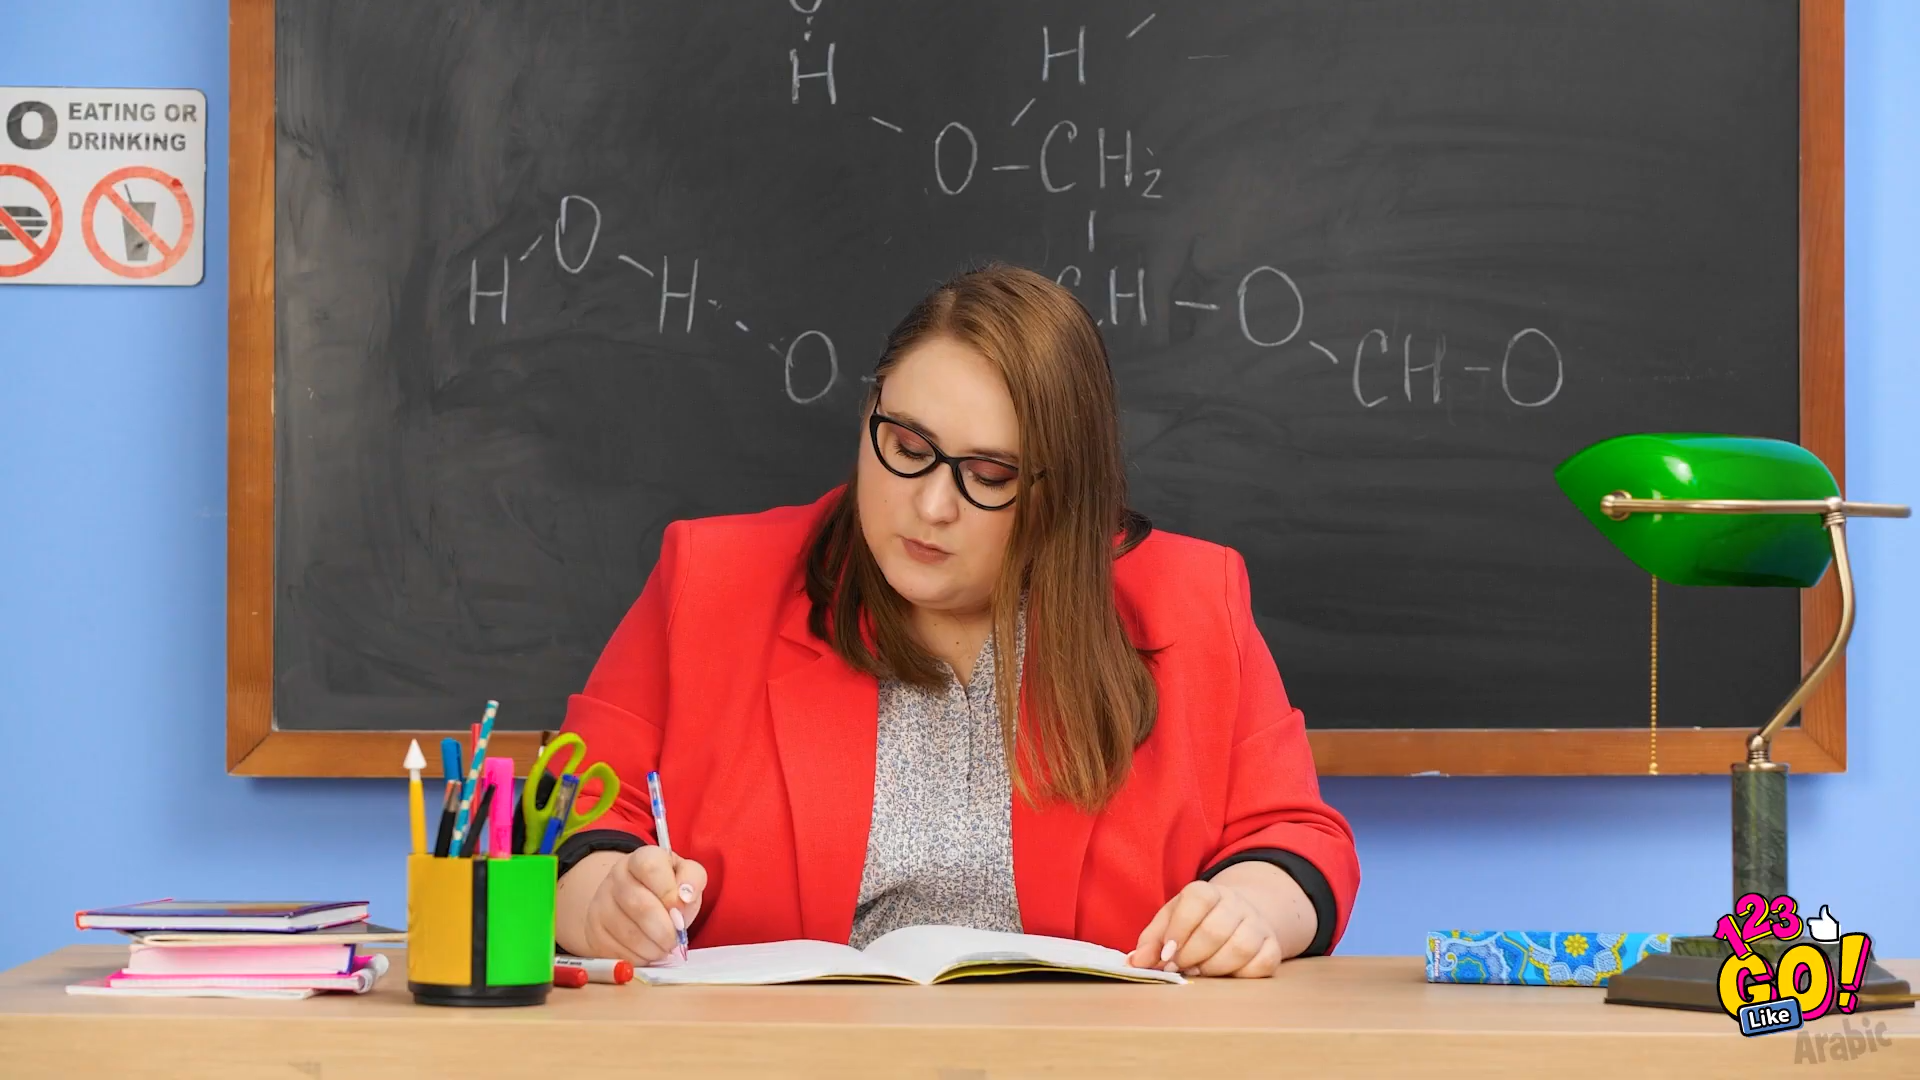 O EATING OR
DRINKING
O
H
H
O-CH2
H O H
O
CH-O
CH-O
123
GO!
Like
Arabic